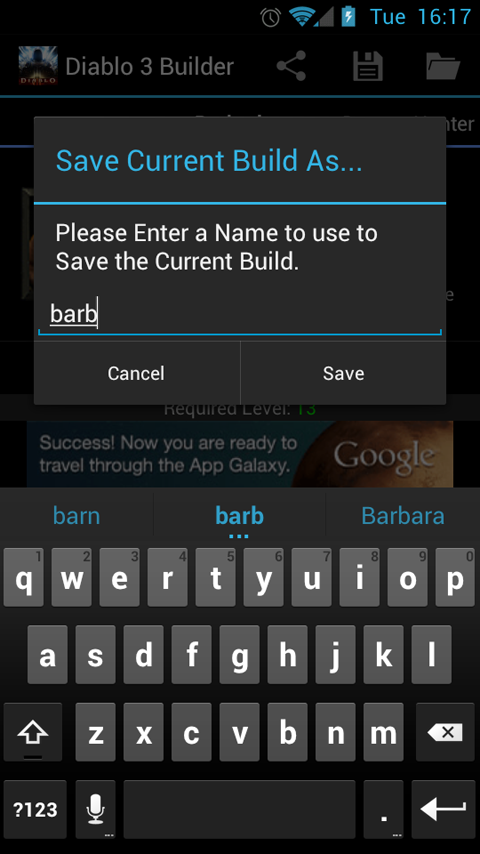 Tue 16:17
DIABLO
Diablo 3 Builder
Save Current Build As...
Please Enter a Name to use to
Save the Current Build.
barb
Cancel Save
Required Level: 13
Success! Now you are ready to
travel through the App Galaxy.
Google
barn barb Barbara
1 2 3 4 5 6 7 8 9 0
q w e r t y u i o p
a s d f g h j k l
z x c v b n m
?123 .